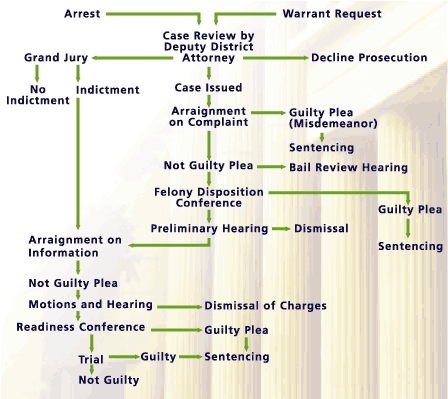 Arrest
Warrant Request
Case Review by
Deputy District
Attorney
Grand Jury
Decline Prosecution
No
Indictment
Indictment
Case Issued
Arraignment
on Complaint
Guilty Plea
(Misdemeanor)
Sentencing
Not Guilty Plea
Bail Review Hearing
Felony Disposition
Conference
Guilty Plea
Sentencing
Preliminary Hearing
Dismissal
Arraignment on
Information
Not Guilty Plea
Motions and Hearing
Dismissal of Charges
Readiness Conference
Guilty Plea
Trial
Guilty
Sentencing
Not Guilty